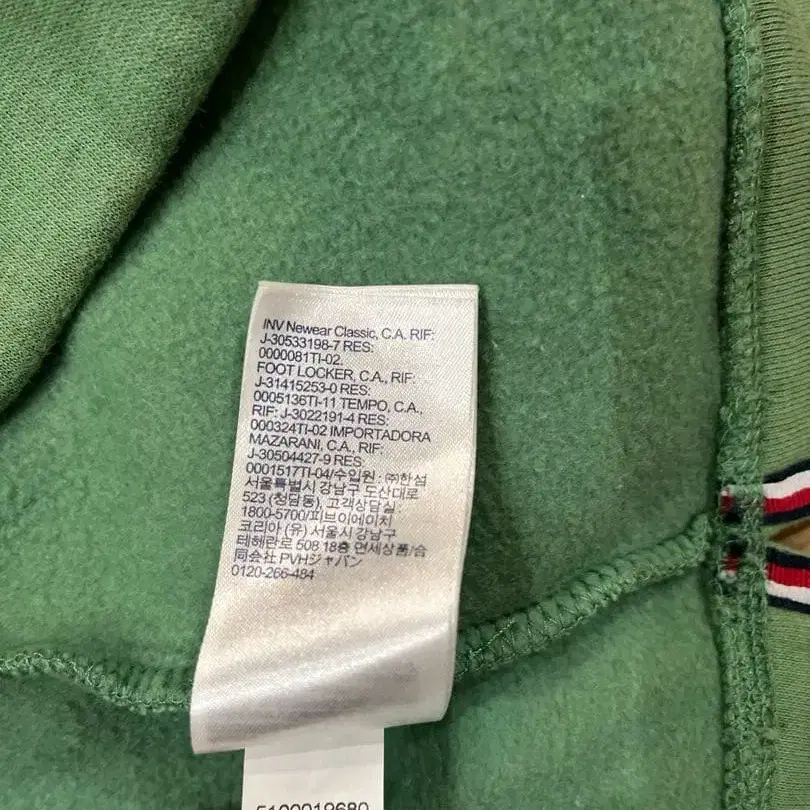 INV Newear Classic, C.A. RIF:
J-30533198-7 RES:
0000081TI-02.
FOOT LOCKER, C.A., RIF:
J-31415253-0 RES:
0005136TI-11 TEMPO, C.A.,
RIF: J-3022191-4 RES:
000324TI-02 IMPORTADORA
MAZARANI, C.A., RIF:
J-30504427-9 RES:
0001517TI-04/수입원 : ㈜한섬
서울특별시 강남구 도산대로
523 (청담동) 고객상담실:
1800-5700/피브이에이치
코리아 (유) 서울시 강남구
테헤란로 508 18층 연세상품/合
同会社 PVHジャパン
0120-266-484